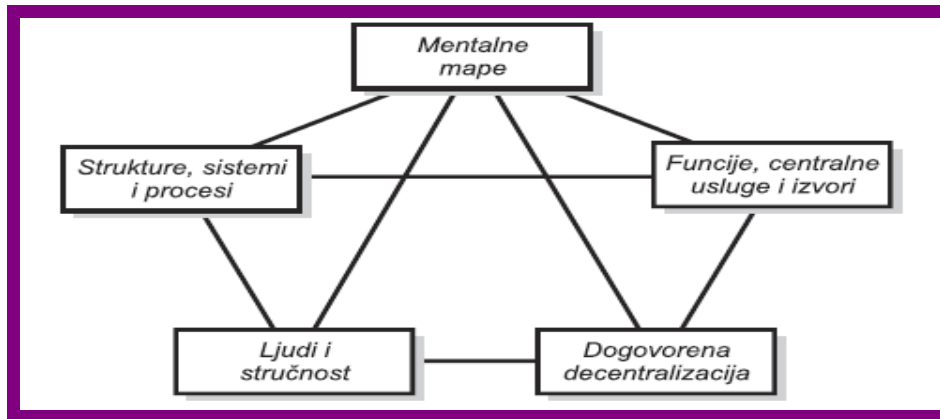 Mentalne
mape
Strukture, sistemi
i procesi
Funcije, centralne
usluge i izvori
Ljudi i
stručnost
Dogovorena
decentralizacija